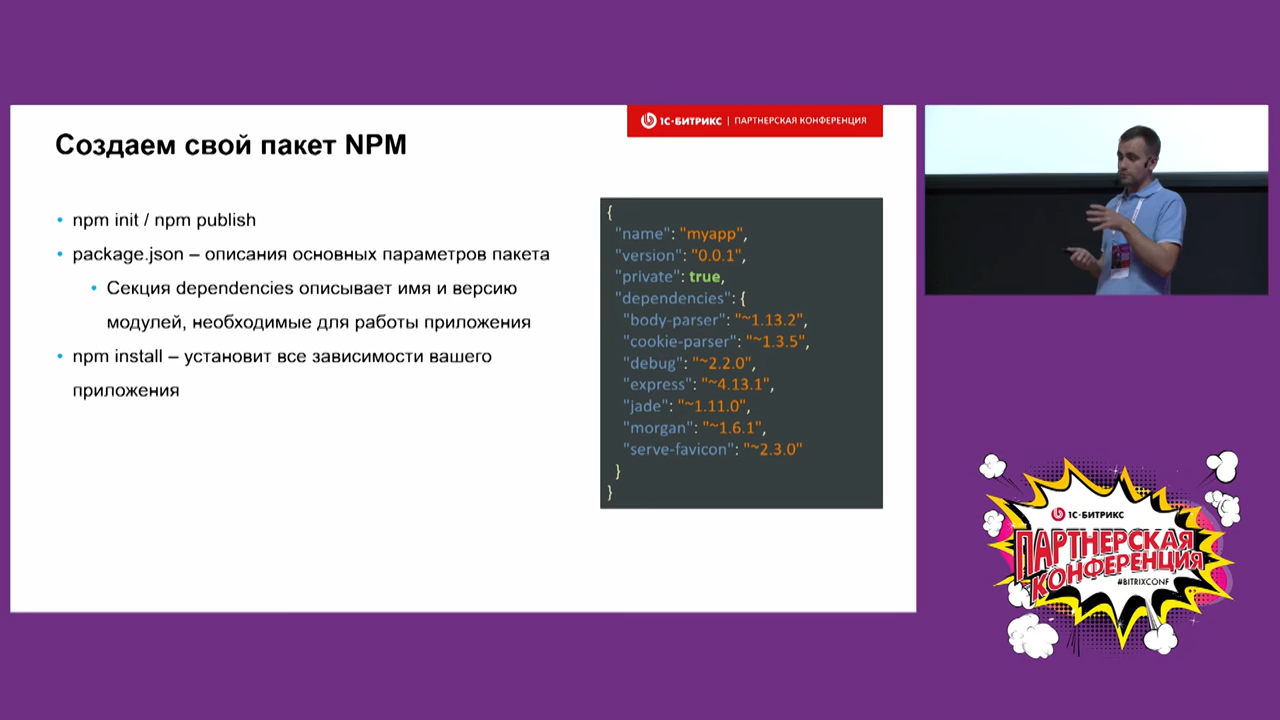 1С-БИТРИКС | ПАРТНЕРСКАЯ КОНФЕРЕНЦИЯ
Создаем свой пакет NPM
• npm init / npm publish
• package.json – описания основных параметров пакета
• Секция dependencies описывает имя и версию
модулей, необходимые для работы приложения
• npm install – установит все зависимости вашего
приложения
{
"name": "myapp",
"version": "0.0.1",
"private": true,
"dependencies": {
"body-parser": "~1.13.2",
"cookie-parser": "~1.3.5",
"debug": "~2.2.0",
"express": "~4.13.1",
"jade": "~1.11.0",
"morgan": "~1.6.1",
"serve-favicon": "~2.3.0"
}
}
1С-БИТРИКС
ПАРТНЕРСКАЯ
КОНФЕРЕНЦИЯ
#BITRIXCONF